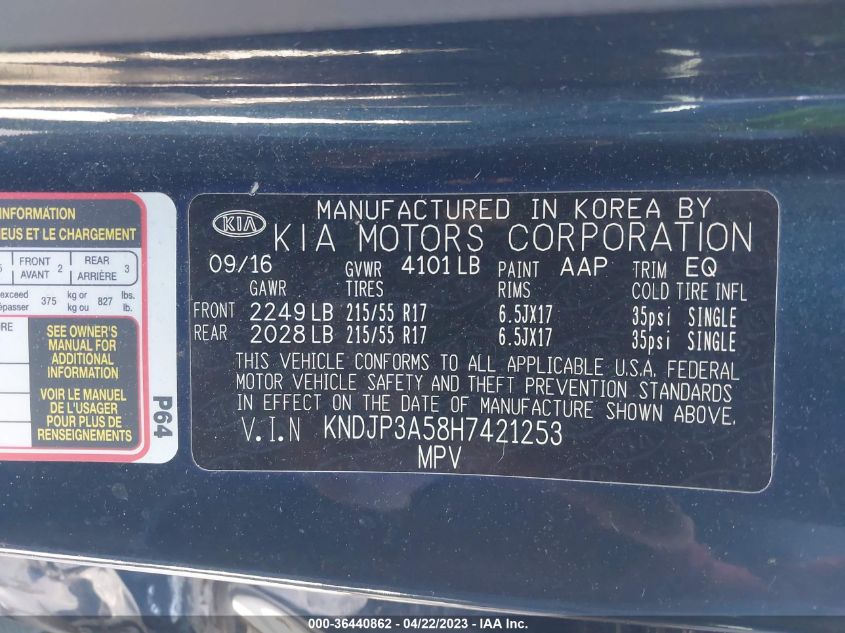 INFORMATION
NEUS ET LE CHARGEMENT
FRONT AVANT 2 REAR ARRIÈRE 3
exceed 375 kg or 827 lbs.
dépasser kg ou lb.
SEE OWNER'S
MANUAL FOR
ADDITIONAL
INFORMATION
VOIR LE MANUEL
DE L'USAGER
POUR PLUS DE
RENSEIGNEMENTS
P64
KIA
MANUFACTURED IN KOREA BY
KIA MOTORS CORPORATION
09/16 GVWR 4101 LB PAINT AAP TRIM EQ
GAWR TIRES RIMS COLD TIRE INFL
FRONT 2249 LB 215/55 R17 6.5JX17 35psi SINGLE
REAR 2028 LB 215/55 R17 6.5JX17 35psi SINGLE
THIS VEHICLE CONFORMS TO ALL APPLICABLE U.S.A. FEDERAL
MOTOR VEHICLE SAFETY AND THEFT PREVENTION STANDARDS
IN EFFECT ON THE DATE OF MANUFACTURE SHOWN ABOVE.
V.I.N KNDJP3A58H7421253
MPV
000-36440862 - 04/22/2023 - IAA Inc.